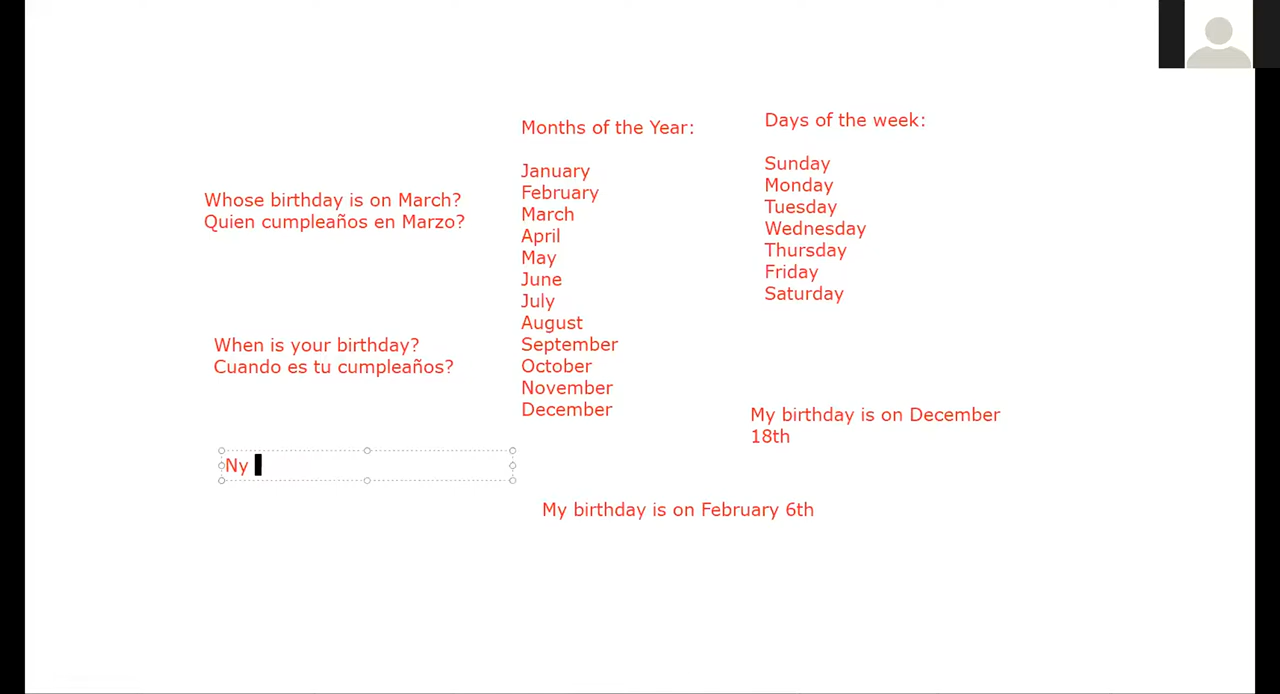 Whose birthday is on March?
Quien cumpleaños en Marzo?
When is your birthday?
Cuando es tu cumpleaños?
Ny
Months of the Year:
January
February
March
April
May
June
July
August
September
October
November
December
Days of the week:
Sunday
Monday
Tuesday
Wednesday
Thursday
Friday
Saturday
My birthday is on December
18th
My birthday is on February 6th